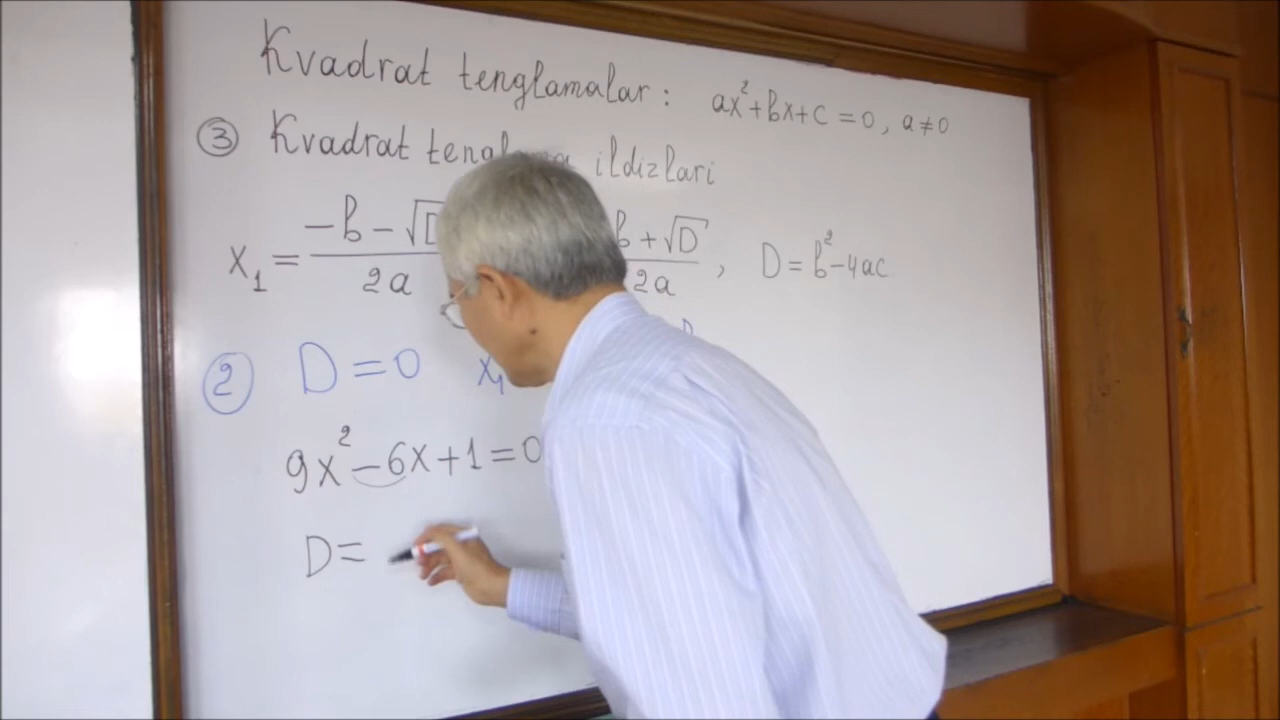 Kvadrat tenglamalar: ax²+bx+c=0, a≠0
③ Kvadrat ildizlari
x₁ = (-b-√D)/2a b+√D/2a, D=b²-4ac
② D=0 x₁
9x²-6x+1=0
D=